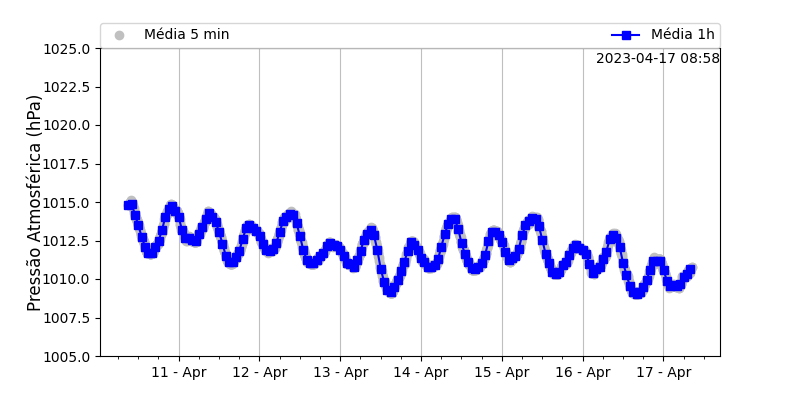 Média 5 min
Média 1h
2023-04-17 08:58
Pressão Atmosférica (hPa)
1025.0
1022.5
1020.0
1017.5
1015.0
1012.5
1010.0
1007.5
1005.0
11 - Apr
12 - Apr
13 - Apr
14 - Apr
15 - Apr
16 - Apr
17 - Apr